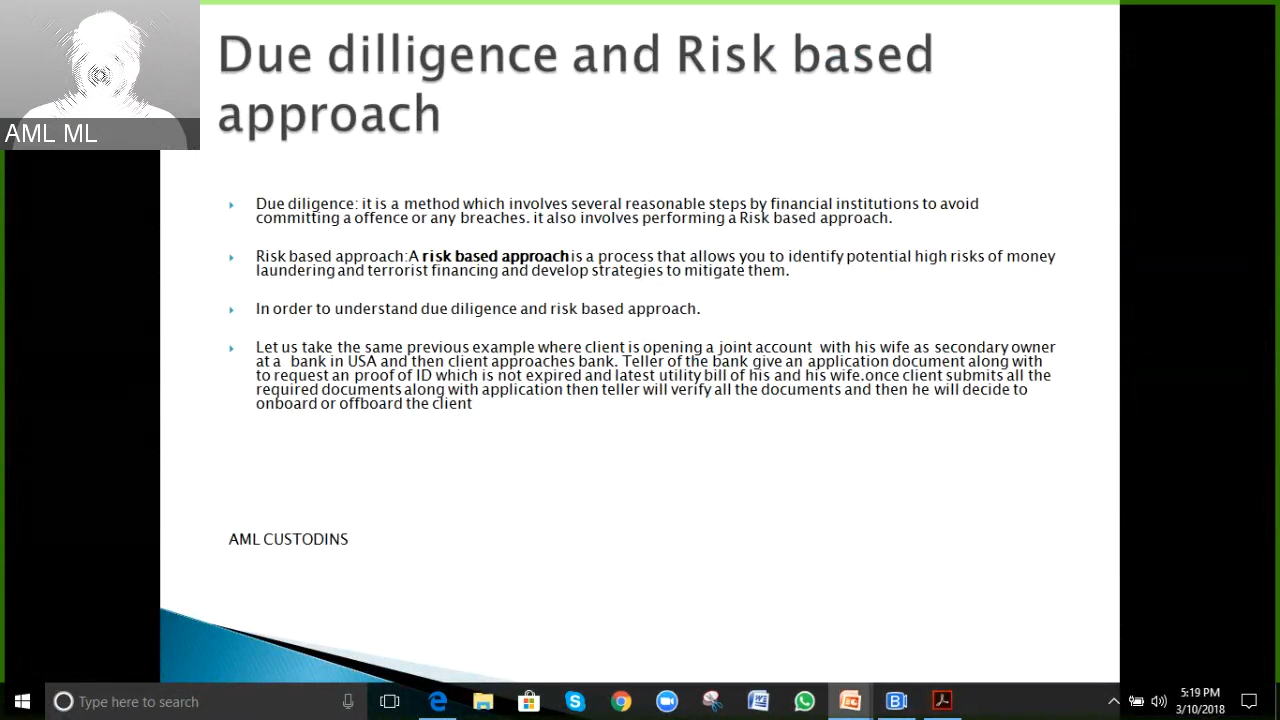 Due dilligence and Risk based
approach
AML ML
Due diligence: it is a method which involves several reasonable steps by financial institutions to avoid
committing a offence or any breaches. it also involves performing a Risk based approach.
Risk based approach:A risk based approach is a process that allows you to identify potential high risks of money
laundering and terrorist financing and develop strategies to mitigate them.
In order to understand due diligence and risk based approach.
Let us take the same previous example where client is opening a joint account with his wife as secondary owner
at a bank in USA and then client approaches bank. Teller of the bank give an application document along with
to request an proof of ID which is not expired and latest utility bill of his and his wife.once client submits all the
required documents along with application then teller will verify all the documents and then he will decide to
onboard or offboard the client
AML CUSTODINS
Type here to search
5:19 PM
3/10/2018